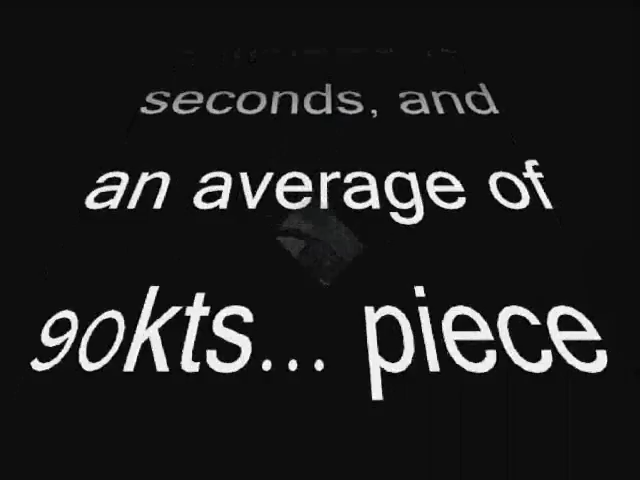 seconds, and
an average of
90kts... piece